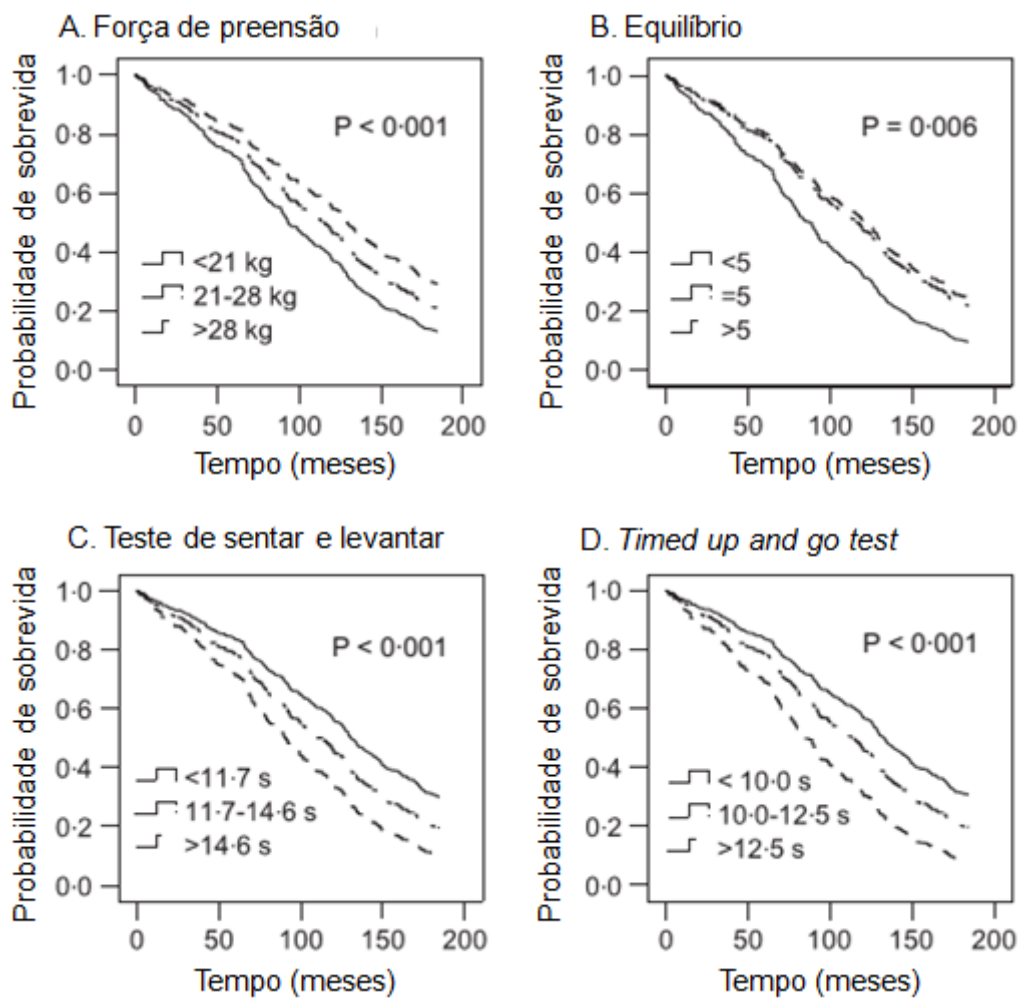 A. Força de preensão
Probabilidade de sobrevida
1·0
0·8
0·6
0·4
0·2
0·0
P < 0·001
<21 kg
21-28 kg
>28 kg
0 50 100 150 200
Tempo (meses)
B. Equilíbrio
Probabilidade de sobrevida
1·0
0·8
0·6
0·4
0·2
0·0
P = 0·006
<5
=5
>5
0 50 100 150 200
Tempo (meses)
C. Teste de sentar e levantar
Probabilidade de sobrevida
1·0
0·8
0·6
0·4
0·2
0·0
P < 0·001
<11·7 s
11·7-14·6 s
>14·6 s
0 50 100 150 200
Tempo (meses)
D. Timed up and go test
Probabilidade de sobrevida
1·0
0·8
0·6
0·4
0·2
0·0
P < 0·001
< 10·0 s
10·0-12·5 s
>12·5 s
0 50 100 150 200
Tempo (meses)